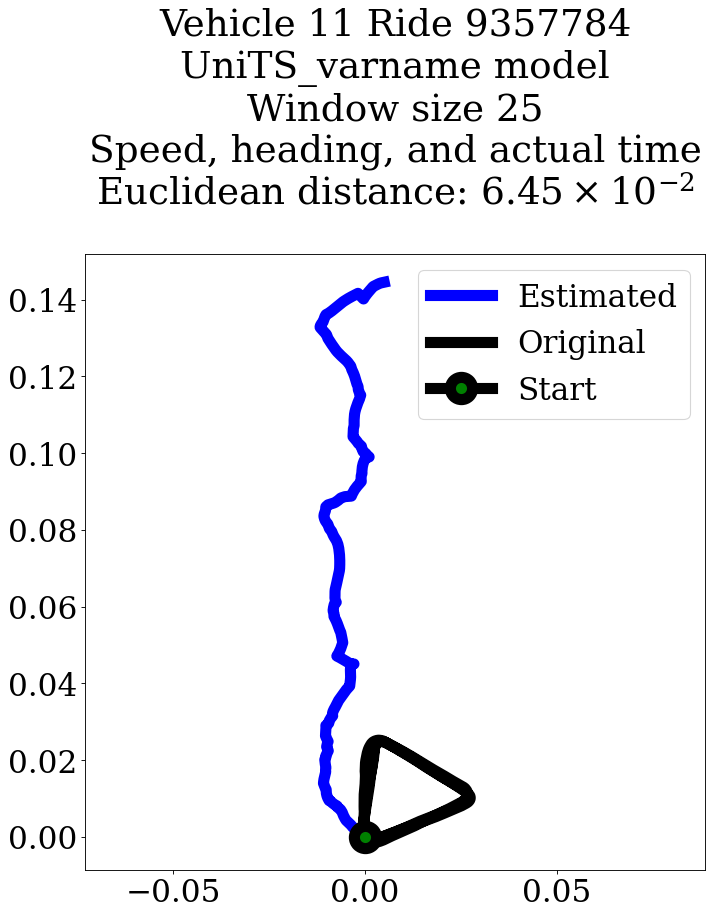 Vehicle 11 Ride 9357784
UniTS_varname model
Window size 25
Speed, heading, and actual time
Euclidean distance: 6.45 × 10⁻²
Estimated
Original
Start
0.14
0.12
0.10
0.08
0.06
0.04
0.02
0.00
−0.05 0.00 0.05